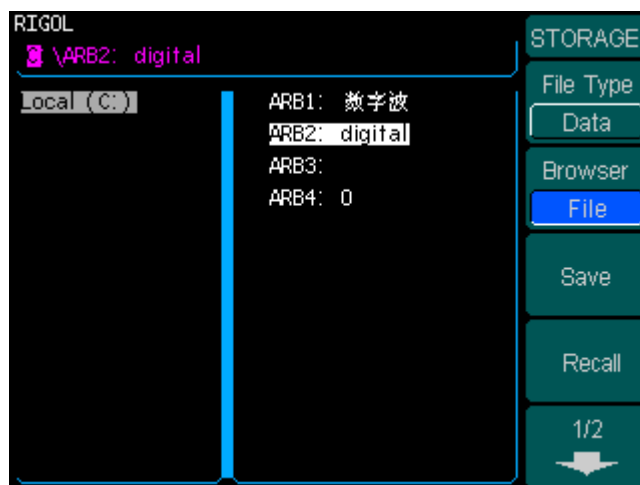 RIGOL
C \ARB2: digital
Local (C:)
ARB1: 数字波
ARB2: digital
ARB3:
ARB4: 0
STORAGE
File Type
Data
Browser
File
Save
Recall
1/2